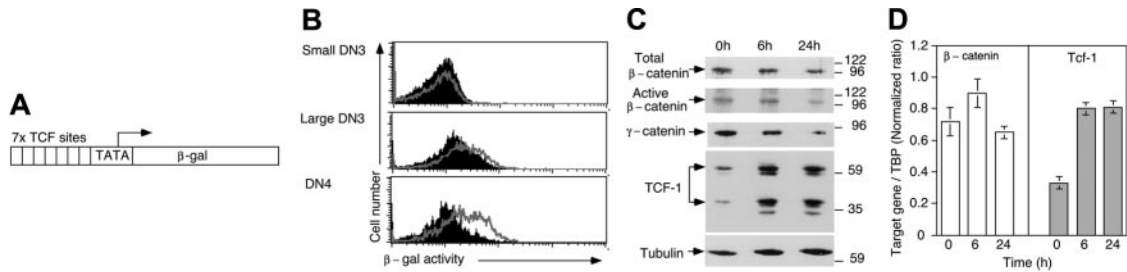 A
7x TCF sites
TATA
β-gal
B
Small DN3
Large DN3
DN4
Cell number
β-gal activity
C
0h 6h 24h
Total
β-catenin
122
96
Active
β-catenin
122
96
γ-catenin
96
TCF-1
59
35
Tubulin
59
D
Target gene / TBP (Normalized ratio)
β-catenin Tcf-1
1.2
1.0
0.8
0.6
0.4
0.2
0
0 6 24 0 6 24
Time (h)